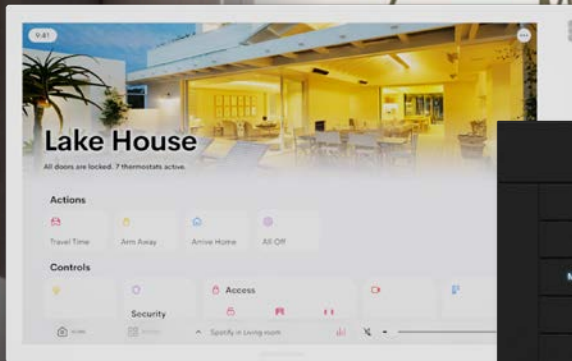 9:41
Lake House
All doors are locked. 7 thermostats active.
Actions
Travel Time Arm Away Arrive Home All Off
Controls
Access
Security
Spotify in Living room